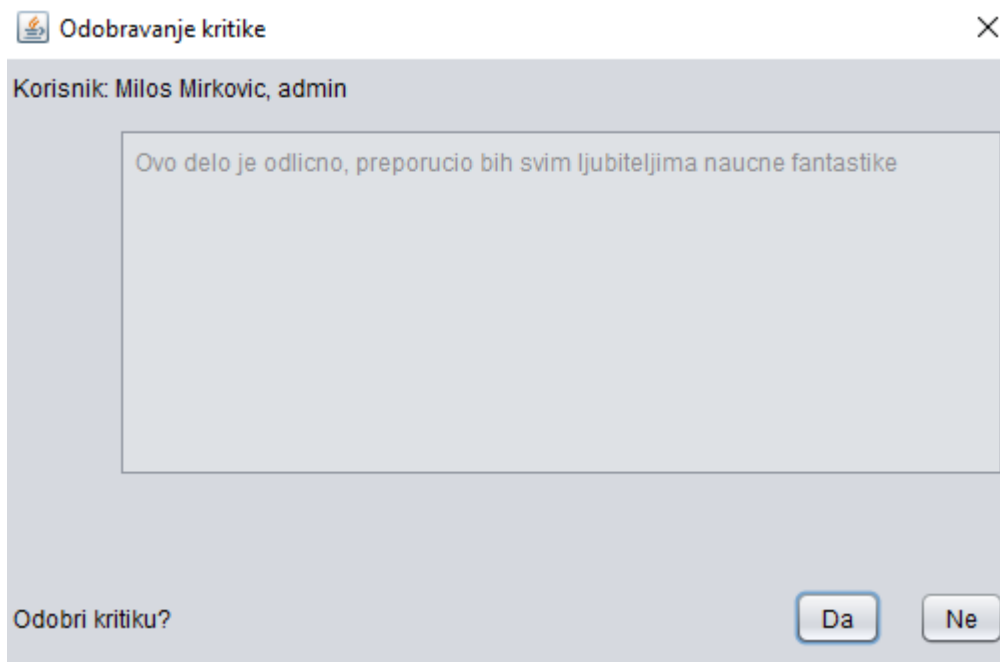 Odobravanje kritike
Korisnik: Milos Mirkovic, admin
Ovo delo je odlicno, preporucio bih svim ljubiteljima naucne fantastike
Odobri kritiku?
Da
Ne